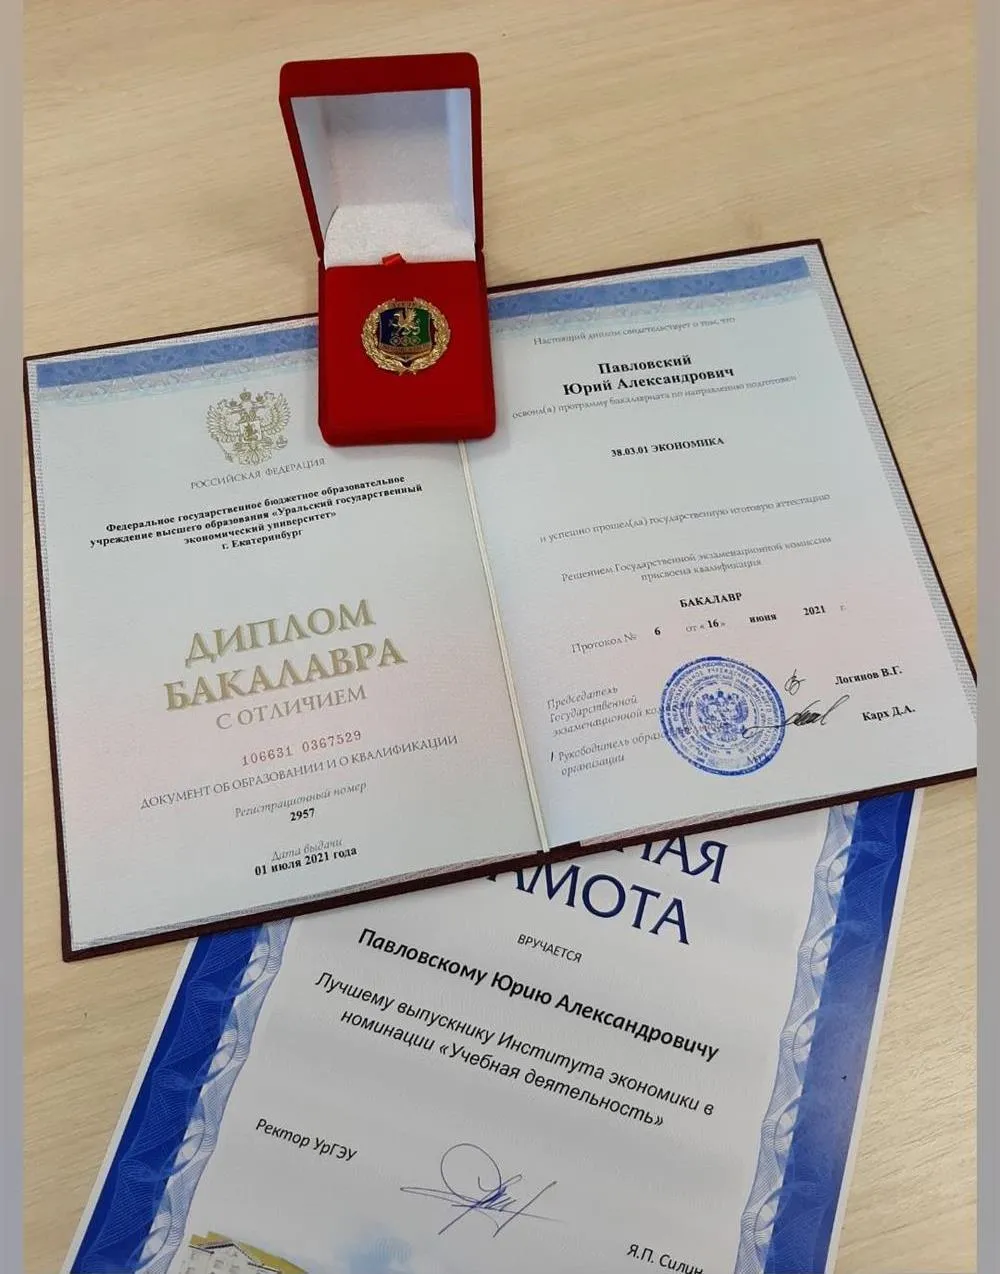 РОССИЙСКАЯ ФЕДЕРАЦИЯ
Федеральное государственное бюджетное образовательное
учреждение высшего образования «Уральский государственный
экономический университет»
г. Екатеринбург
ДИПЛОМ
БАКАЛАВРА
С ОТЛИЧИЕМ
106631 0367529
ДОКУМЕНТ ОБ ОБРАЗОВАНИИ И О КВАЛИФИКАЦИИ
Регистрационный номер
2957
Дата выдачи
01 июля 2021 года
Настоящий диплом свидетельствует о том, что
Павловский
Юрий Александрович
освоил(а) программу бакалавриата по направлению подготовки
38.03.01 ЭКОНОМИКА
и успешно прошел(ла) государственную итоговую аттестацию
Решением Государственной экзаменационной комиссии
присвоена квалификация
БАКАЛАВР
Протокол № 6 от «16» июня 2021 г.
Председатель
Государственной
экзаменационной ко
Логинов В.Г.
Руководитель образо
организации
Карх Д.А.
НАЯ
АМОТА
ВРУЧАЕТСЯ
Павловскому Юрию Александровичу
Лучшему выпускнику Института экономики в
номинации «Учебная деятельность»
Ректор УрГЭУ
Я.П. Силин